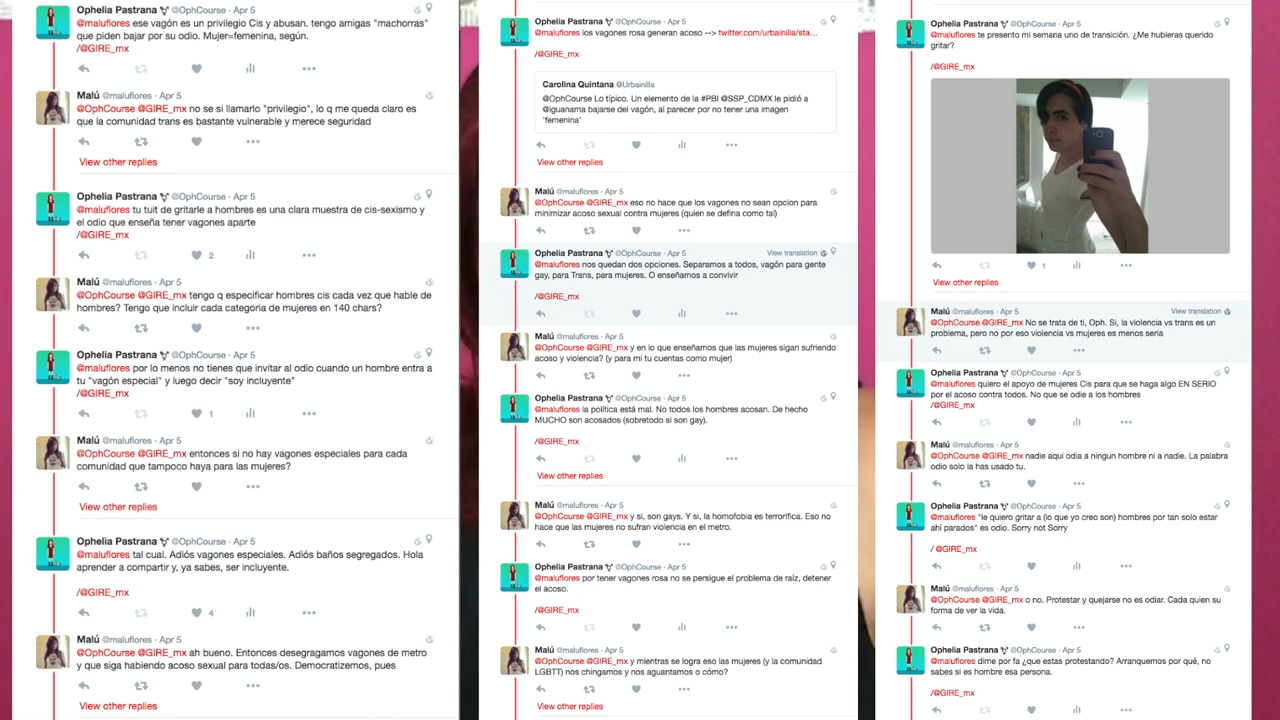 Ophelia Pastrana @OphCourse · Apr 5
@maluflores ese vagón es un privilegio Cis y abusan. tengo amigas "machorras"
que piden bajar por su odio. Mujer=femenina, según.
/@GIRE_mx
Malú @maluflores · Apr 5
@OphCourse @GIRE_mx no se si llamarlo "privilegio", lo q me queda claro es
que la comunidad trans es bastante vulnerable y merece seguridad
View other replies
Ophelia Pastrana @OphCourse · Apr 5
@maluflores tu tuit de gritarle a hombres es una clara muestra de cis-sexismo y
el odio que enseña tener vagones aparte
/@GIRE_mx
2
Malú @maluflores · Apr 5
@OphCourse @GIRE_mx tengo q especificar hombres cis cada vez que hable de
hombres? Tengo que incluir cada categoria de mujeres en 140 chars?
Ophelia Pastrana @OphCourse · Apr 5
@maluflores por lo menos no tienes que invitar al odio cuando un hombre entra a
tu "vagón especial" y luego decir "soy incluyente"
/@GIRE_mx
1
Malú @maluflores · Apr 5
@OphCourse @GIRE_mx entonces si no hay vagones especiales para cada
comunidad que tampoco haya para las mujeres?
View other replies
Ophelia Pastrana @OphCourse · Apr 5
@maluflores tal cual. Adiós vagones especiales. Adiós baños segregados. Hola
aprender a compartir y, ya sabes, ser incluyente.
/@GIRE_mx
4
Malú @maluflores · Apr 5
@OphCourse @GIRE_mx ah bueno. Entonces desegragamos vagones de metro
y que siga habiendo acoso sexual para todas/os. Democratizemos, pues
View other replies
Ophelia Pastrana @OphCourse · Apr 5
@maluflores los vagones rosa generan acoso --> twitter.com/urbainilla/sta…
/@GIRE_mx
Carolina Quintana @Urbainilla
@OphCourse Lo típico. Un elemento de la #PBI @SSP_CDMX le pidió a
@iguanama bajarse del vagón, al parecer por no tener una imagen
'femenina'
View other replies
Malú @maluflores · Apr 5
@OphCourse @GIRE_mx eso no hace que los vagones no sean opcion para
minimizar acoso sexual contra mujeres (quien se defina como tal)
Ophelia Pastrana @OphCourse · Apr 5 View translation
@maluflores nos quedan dos opciones. Separamos a todos, vagón para gente
gay, para Trans, para mujeres. O enseñamos a convivir
/@GIRE_mx
Malú @maluflores · Apr 5
@OphCourse @GIRE_mx y en lo que enseñamos que las mujeres sigan sufriendo
acoso y violencia? (y para mi tu cuentas como mujer)
Ophelia Pastrana @OphCourse · Apr 5
@maluflores la política está mal. No todos los hombres acosan. De hecho
MUCHO son acosados (sobretodo si son gay).
/@GIRE_mx
View other replies
Malú @maluflores · Apr 5
@OphCourse @GIRE_mx y si, son gays. Y si, la homofobia es terrorifica. Eso no
hace que las mujeres no sufran violencia en el metro.
Ophelia Pastrana @OphCourse · Apr 5
@maluflores por tener vagones rosa no se persigue el problema de raíz, detener
el acoso.
/@GIRE_mx
Malú @maluflores · Apr 5
@OphCourse @GIRE_mx y mientras se logra eso las mujeres (y la comunidad
LGBTT) nos chingamos y nos aguantamos o cómo?
View other replies
Ophelia Pastrana @OphCourse · Apr 5
@maluflores te presento mi semana uno de transición. ¿Me hubieras querido
gritar?
/@GIRE_mx
1
View other replies
Malú @maluflores · Apr 5 View translation
@OphCourse @GIRE_mx No se trata de ti, Oph. Si, la violencia vs trans es un
problema, pero no por eso violencia vs mujeres es menos seria
Ophelia Pastrana @OphCourse · Apr 5
@maluflores quiero el apoyo de mujeres Cis para que se haga algo EN SERIO
por el acoso contra todos. No que se odie a los hombres
/@GIRE_mx
Malú @maluflores · Apr 5
@OphCourse @GIRE_mx nadie aqui odia a ningun hombre ni a nadie. La palabra
odio solo la has usado tu.
Ophelia Pastrana @OphCourse · Apr 5
@maluflores "le quiero gritar a (lo que yo creo son) hombres por tan solo estar
ahí parados" es odio. Sorry not Sorry
/ @GIRE_mx
Malú @maluflores · Apr 5
@OphCourse @GIRE_mx o no. Protestar y quejarse no es odiar. Cada quien su
forma de ver la vida.
Ophelia Pastrana @OphCourse · Apr 5
@maluflores dime por fa ¿que estas protestando? Arranquemos por qué, no
sabes si es hombre esa persona.
/@GIRE_mx